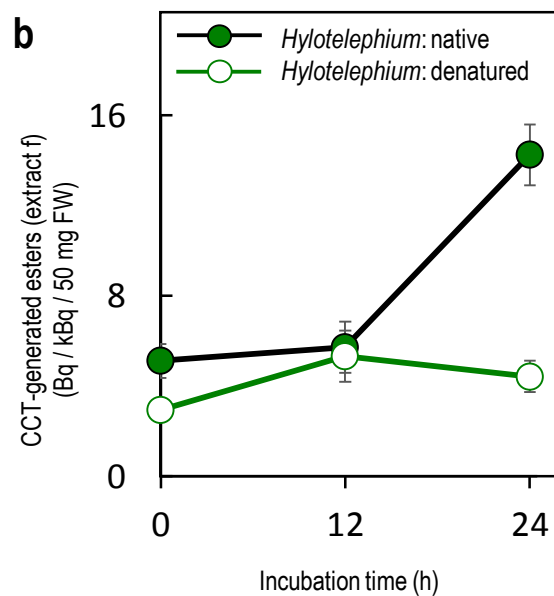 b
Hylotelephium: native
Hylotelephium: denatured
CCT-generated esters (extract f)
(Bq / kBq / 50 mg FW)
16
8
0
0 12 24
Incubation time (h)